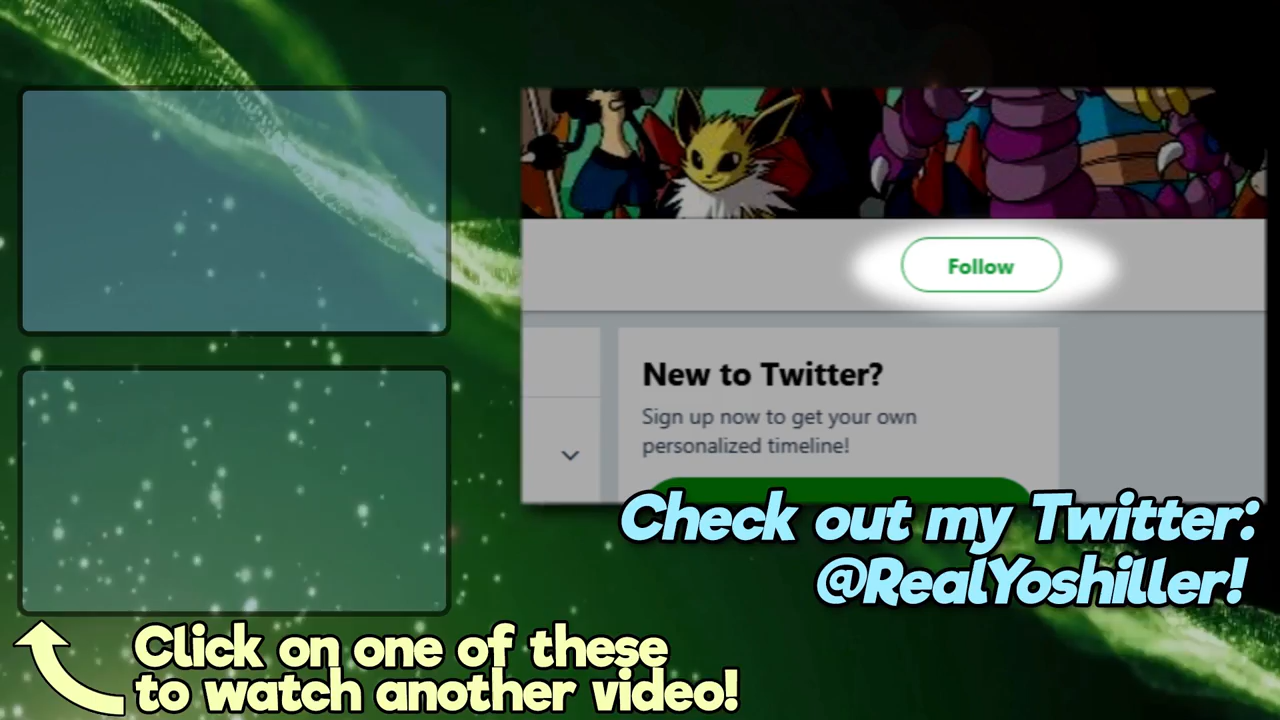 Follow
New to Twitter?
Sign up now to get your own
personalized timeline!
Check out my Twitter:
@RealYoshiller!
Click on one of these
to watch another video!